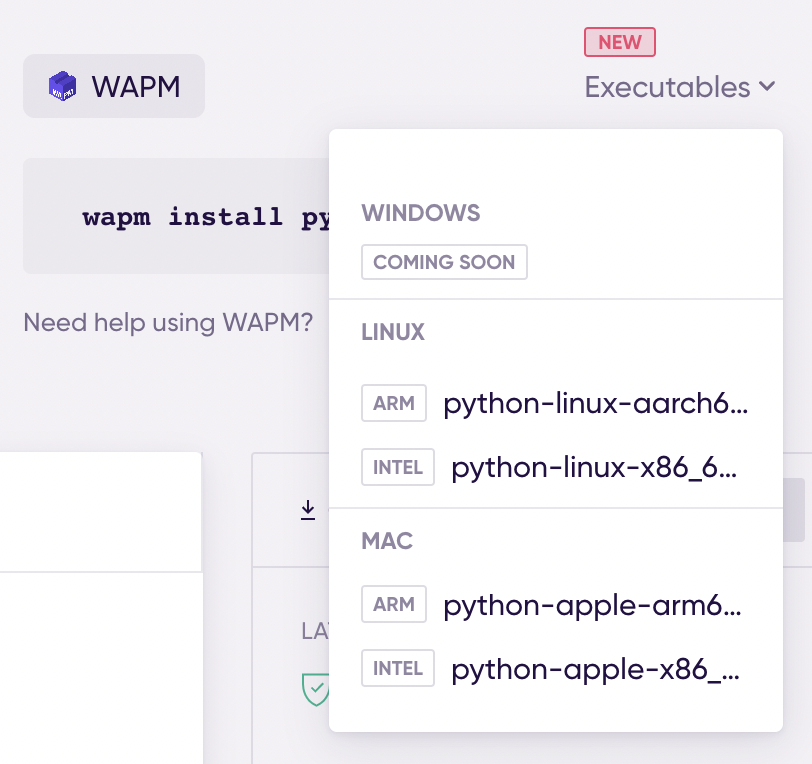 NEW
WAPM
Executables
wapm install py
WINDOWS
COMING SOON
Need help using WAPM?
LINUX
ARM python-linux-aarch6...
INTEL python-linux-x86_6...
MAC
ARM python-apple-arm6...
LA
INTEL python-apple-x86_...